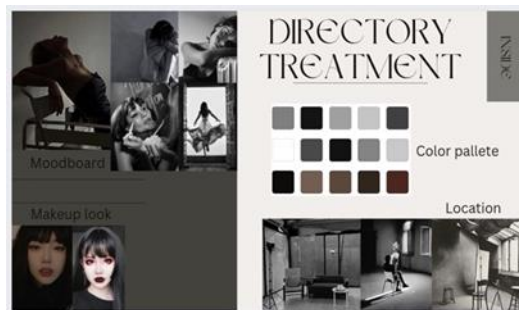 DIRECTORY
TREATMENT
INSIDE
Moodboard
Color pallete
Makeup look
Location